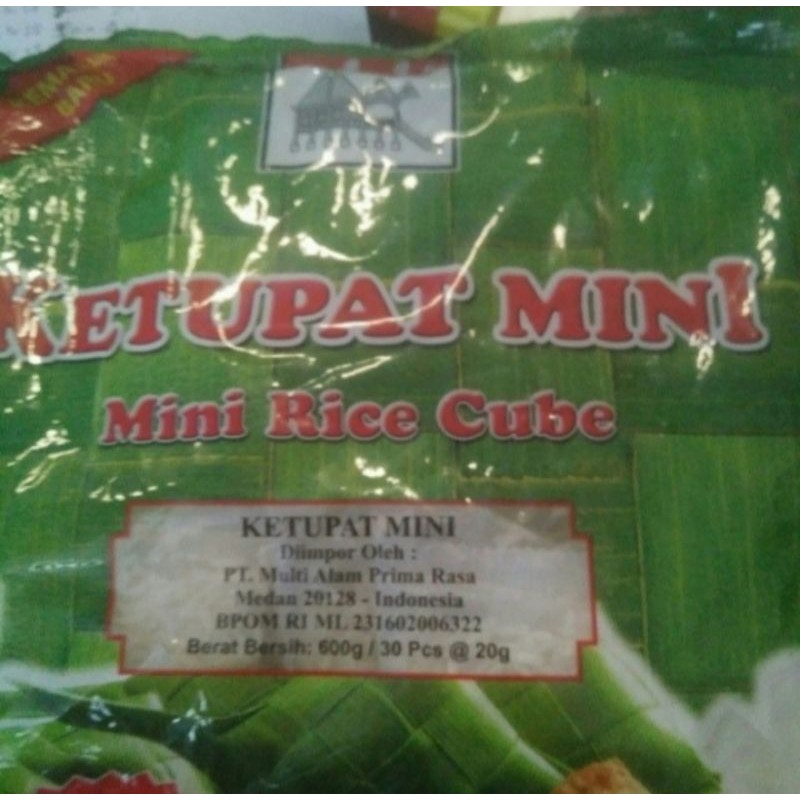 BARU
KETUPAT MINI
Mini Rice Cube
KETUPAT MINI
Diimpor Oleh :
PT. Multi Alam Prima Rasa
Medan 20128 - Indonesia
BPOM RI ML 231602006322
Berat Bersih: 600g / 30 Pcs @ 20g